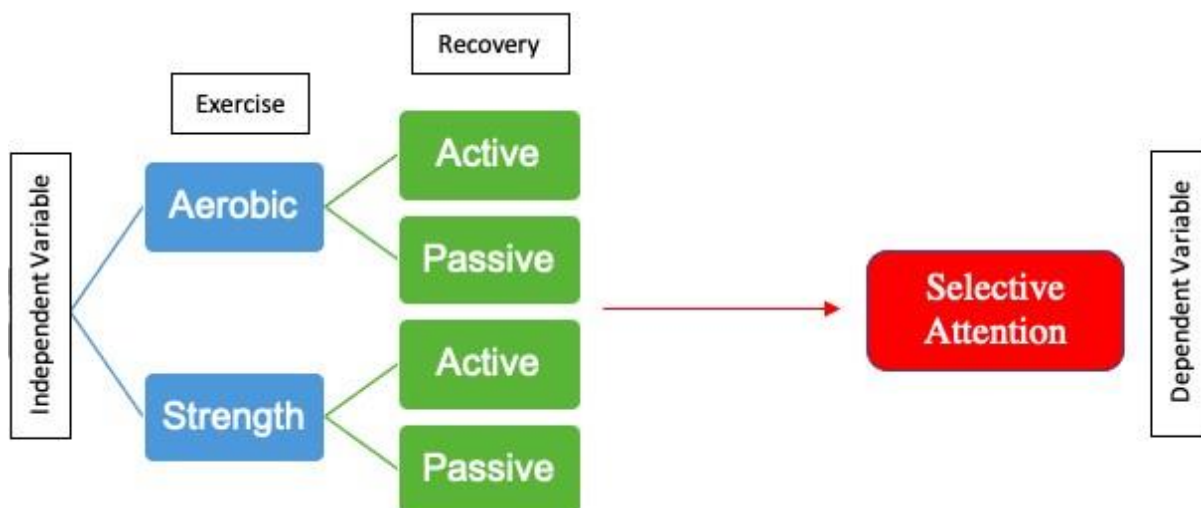 Recovery
Exercise
Independent Variable
Aerobic
Strength
Active
Passive
Active
Passive
Selective
Attention
Dependent Variable